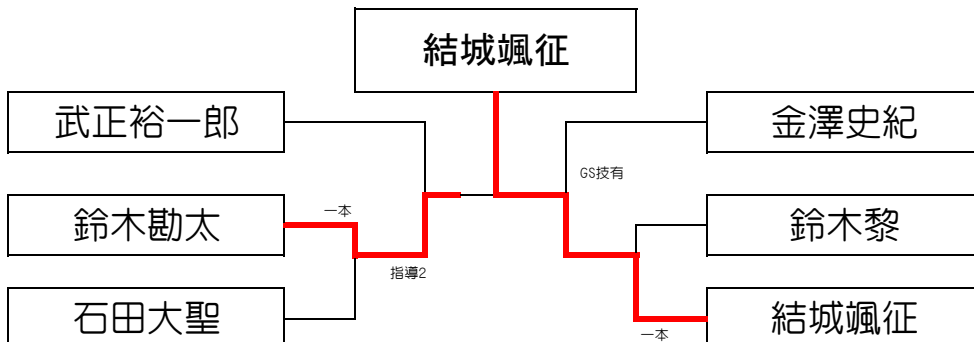 結城颯征
武正裕一郎
金澤史紀
GS技有
鈴木勘太
一本
鈴木黎
指導2
石田大聖
一本
結城颯征